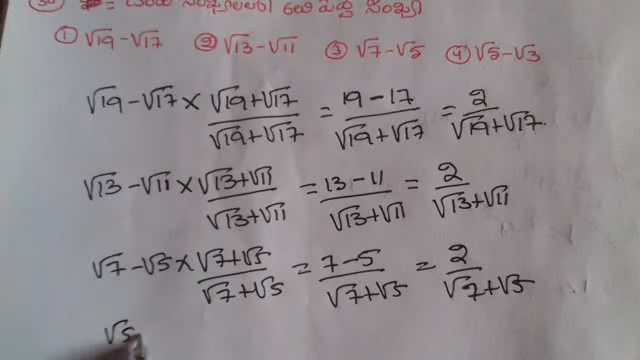 ① √19-√17 ② √13-√11 ③ √7-√5 ④ √5-√3
√19-√17 × √19+√17 / √19+√17 = 19-17 / √19+√17 = 2 / √19+√17.
√13-√11 × √13+√11 / √13+√11 = 13-11 / √13+√11 = 2 / √13+√11
√7-√5 × √7+√5 / √7+√5 = 7-5 / √7+√5 = 2 / √7+√5
√5